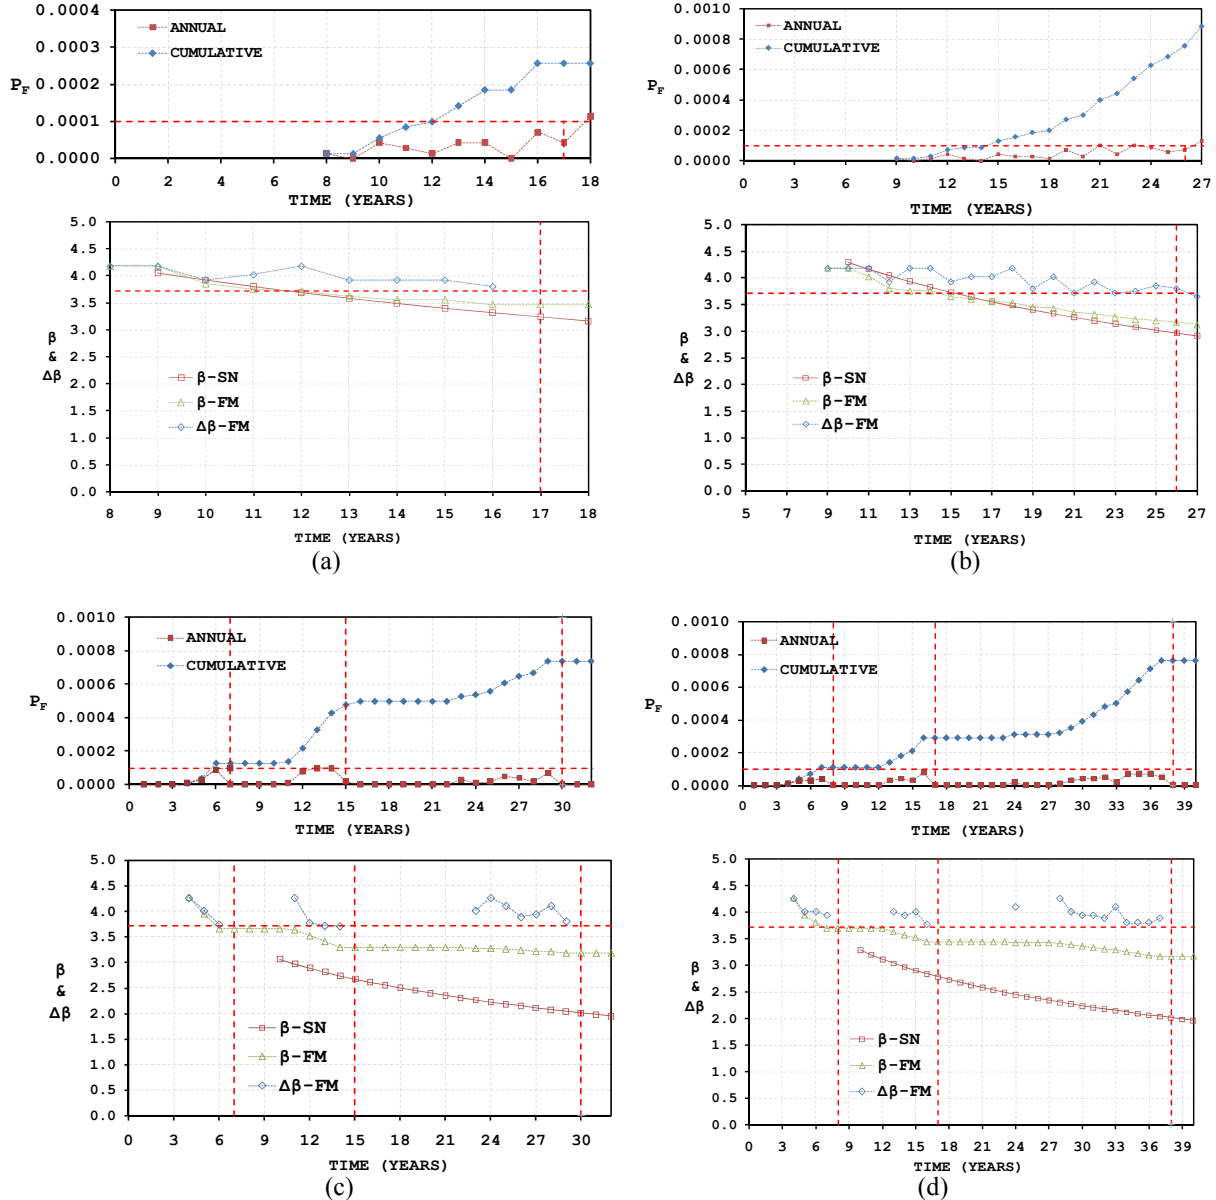 0.0004
0.0003
0.0002
0.0001
0.0000
P_F
ANNUAL
CUMULATIVE
0 2 4 6 8 10 12 14 16 18
TIME (YEARS)
5.0
4.5
4.0
3.5
3.0
2.5
2.0
1.5
1.0
0.5
0.0
β
&
Δβ
β-SN
β-FM
Δβ-FM
8 9 10 11 12 13 14 15 16 17 18
TIME (YEARS)
(a)
0.0010
0.0008
0.0006
0.0004
0.0002
0.0000
P_F
ANNUAL
CUMULATIVE
0 3 6 9 12 15 18 21 24 27
TIME (YEARS)
5.0
4.5
4.0
3.5
3.0
2.5
2.0
1.5
1.0
0.5
0.0
β
&
Δβ
β-SN
β-FM
Δβ-FM
5 7 9 11 13 15 17 19 21 23 25 27
TIME (YEARS)
(b)
0.0010
0.0008
0.0006
0.0004
0.0002
0.0000
P_F
ANNUAL
CUMULATIVE
0 3 6 9 12 15 18 21 24 27 30
TIME (YEARS)
5.0
4.5
4.0
3.5
3.0
2.5
2.0
1.5
1.0
0.5
0.0
β
&
Δβ
β-SN
β-FM
Δβ-FM
0 3 6 9 12 15 18 21 24 27 30
TIME (YEARS)
(c)
0.0010
0.0008
0.0006
0.0004
0.0002
0.0000
P_F
ANNUAL
CUMULATIVE
0 3 6 9 12 15 18 21 24 27 30 33 36 39
TIME (YEARS)
5.0
4.5
4.0
3.5
3.0
2.5
2.0
1.5
1.0
0.5
0.0
β
&
Δβ
β-SN
β-FM
Δβ-FM
0 3 6 9 12 15 18 21 24 27 30 33 36 39
TIME (YEARS)
(d)